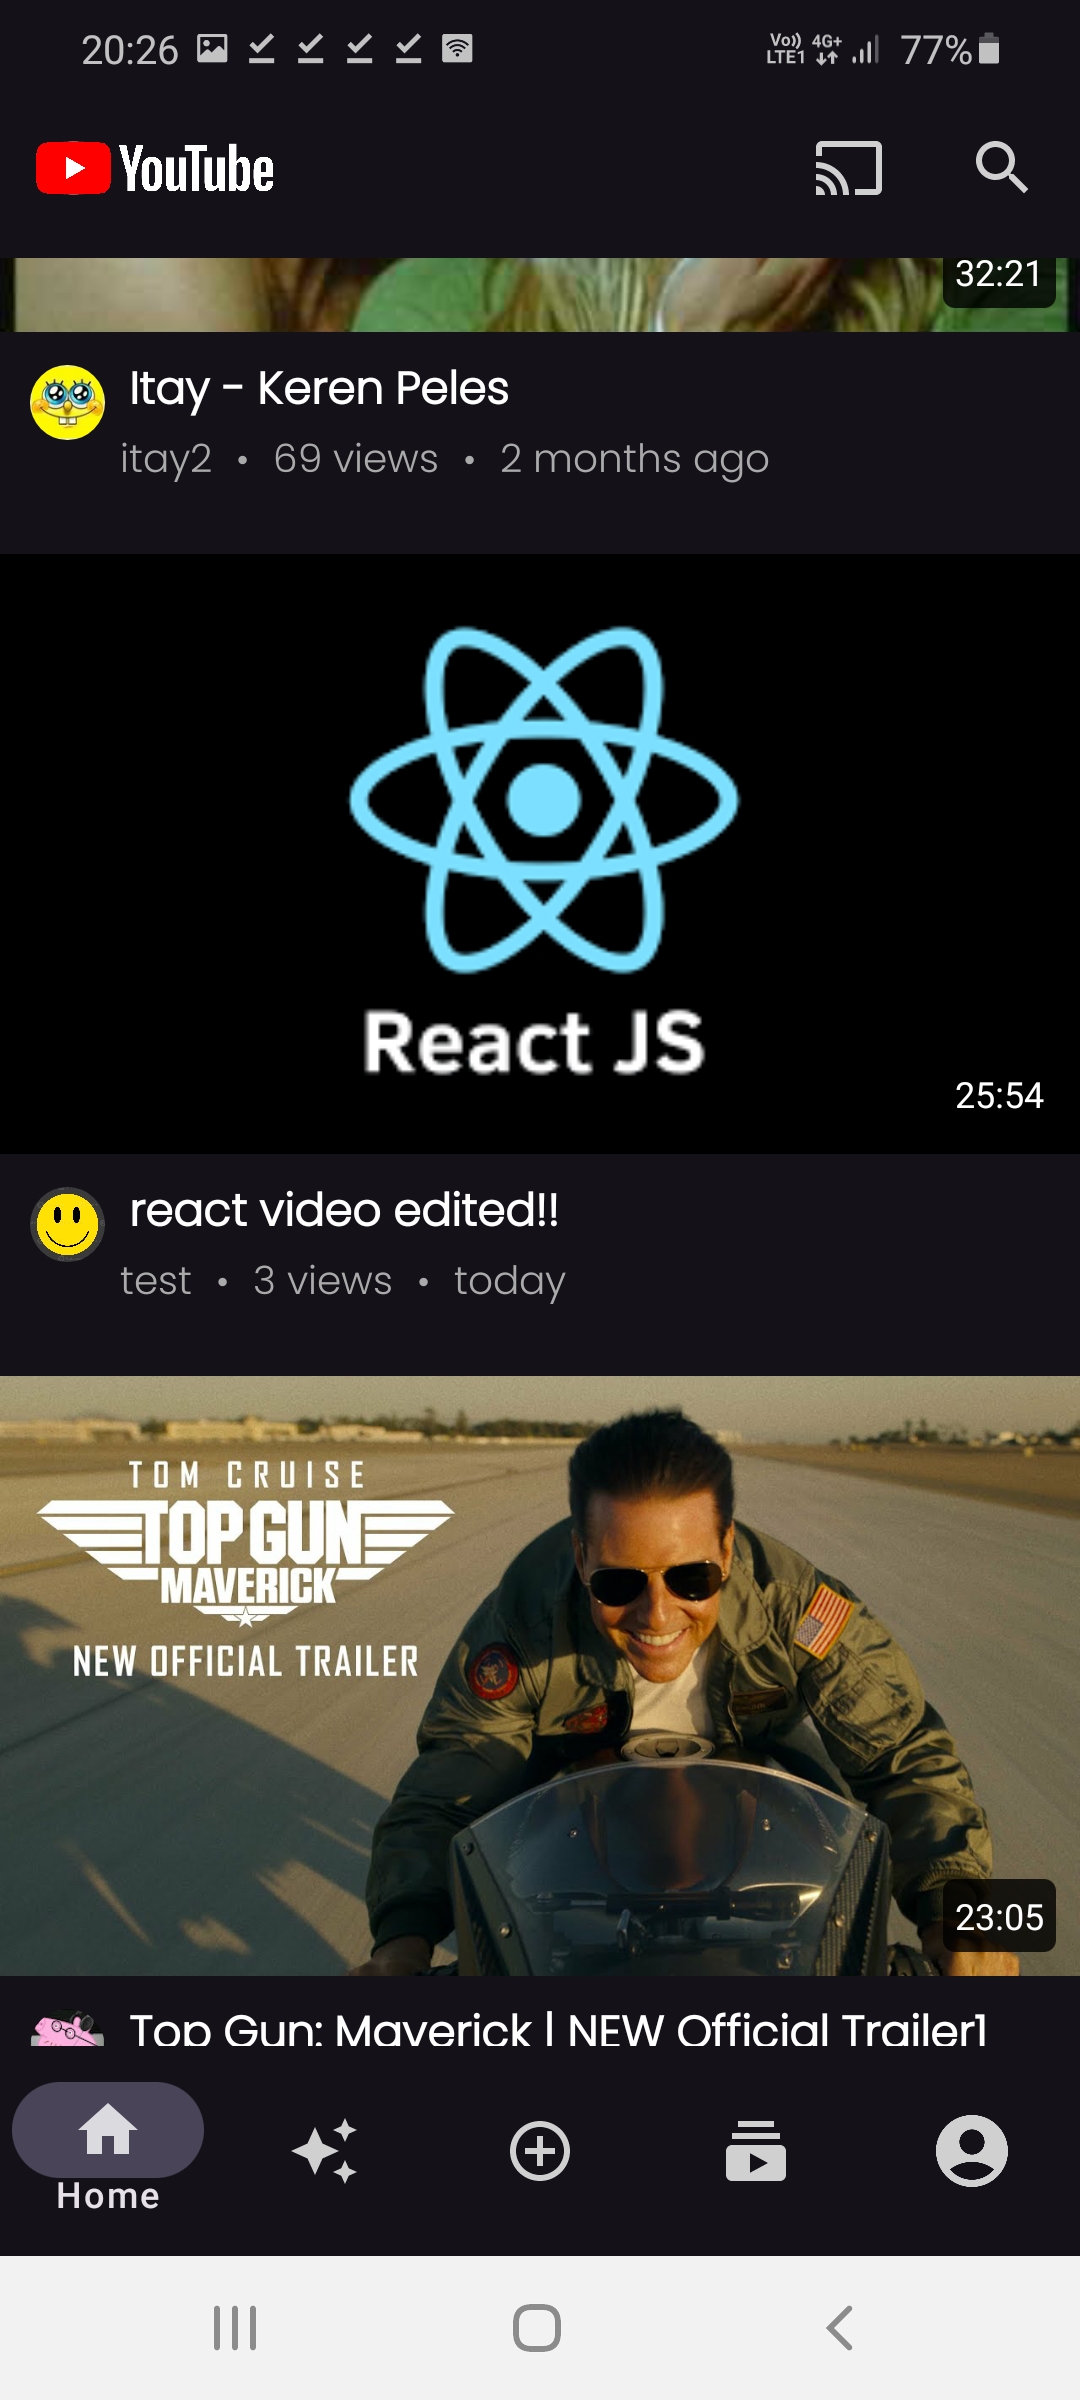 20:26
Vo)) LTE1 4G+ 77%
YouTube
32:21
Itay - Keren Peles
itay2 • 69 views • 2 months ago
React JS
25:54
react video edited!!
test • 3 views • today
TOM CRUISE
TOP GUN
MAVERICK
NEW OFFICIAL TRAILER
23:05
Top Gun: Maverick | NEW Official Trailer1
Home